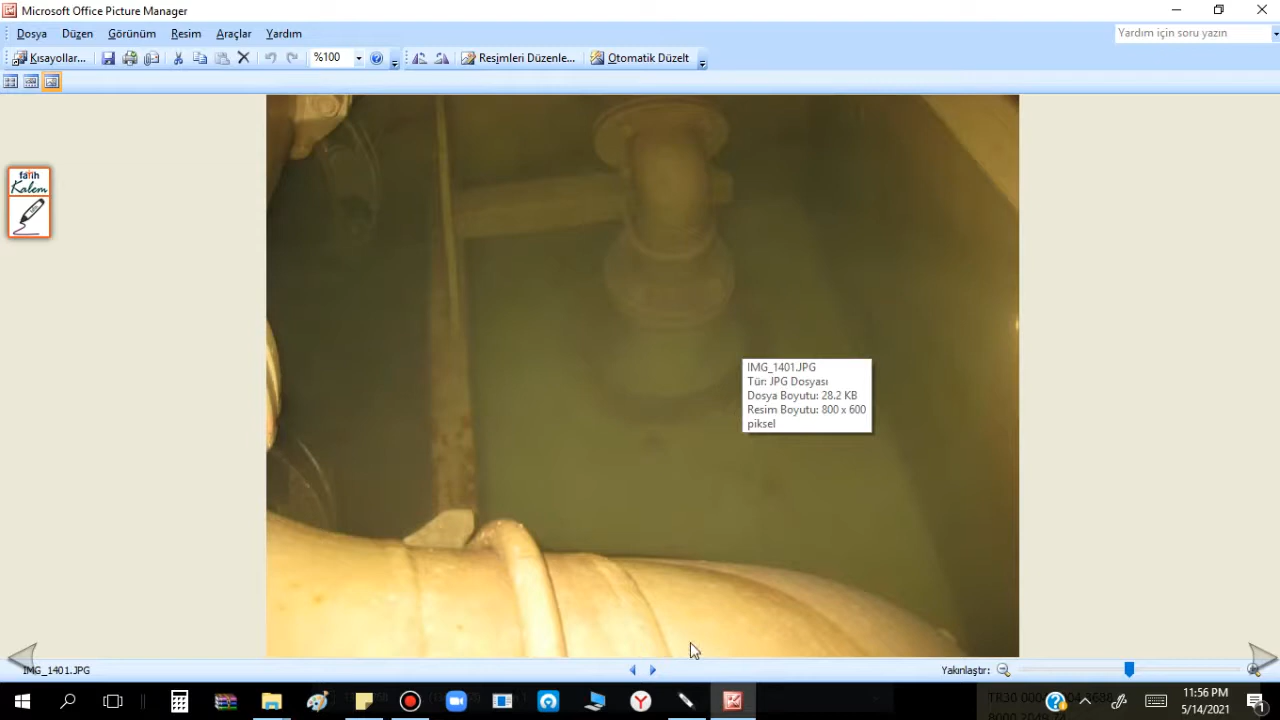 Microsoft Office Picture Manager
Dosya Düzen Görünüm Resim Araçlar Yardım
Yardım için soru yazın
Kısayollar... %100 Resimleri Düzenle... Otomatik Düzelt
fatih
Kalem
IMG_1401.JPG
Tür: JPG Dosyası
Dosya Boyutu: 28.2 KB
Resim Boyutu: 800 x 600
piksel
IMG_1401.JPG
Yakınlaştır:
11:56 PM
5/14/2021